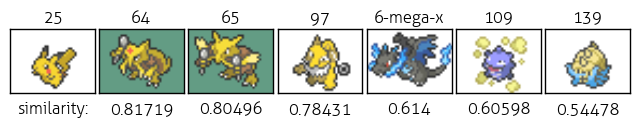 25 64 65 97 6-mega-x 109 139
similarity: 0.81719 0.80496 0.78431 0.614 0.60598 0.54478